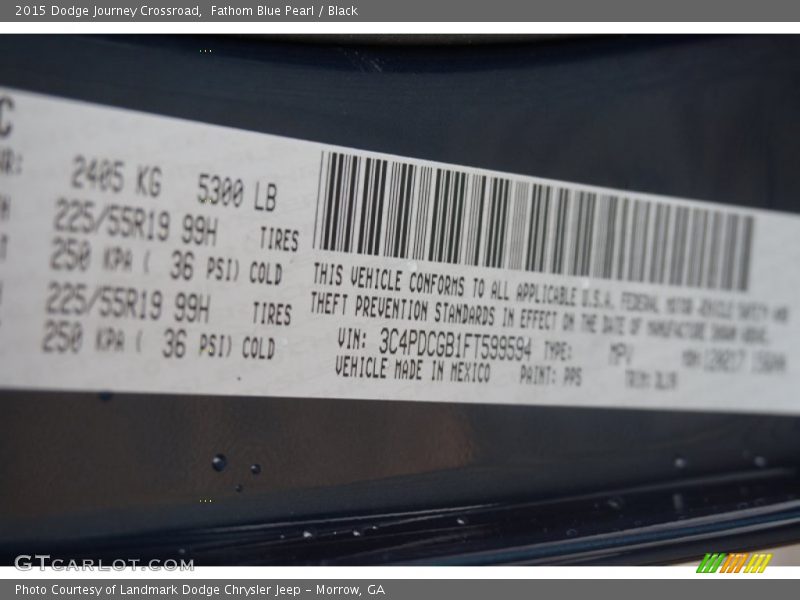 2015 Dodge Journey Crossroad, Fathom Blue Pearl / Black
C
2405 KG 5300 LB
225/55R19 99H TIRES
250 KPA ( 36 PSI) COLD
225/55R19 99H TIRES
250 KPA ( 36 PSI) COLD
THIS VEHICLE CONFORMS TO ALL APPLICABLE U.S.A. FEDERAL MOTOR VEHICLE SAFETY AND
THEFT PREVENTION STANDARDS IN EFFECT ON THE DATE OF MANUFACTURE SHOWN ABOVE.
VIN: 3C4PDCGB1FT599594 TYPE: MPV
VEHICLE MADE IN MEXICO PAINT: PPS
GTCARLOT.COM
Photo Courtesy of Landmark Dodge Chrysler Jeep - Morrow, GA